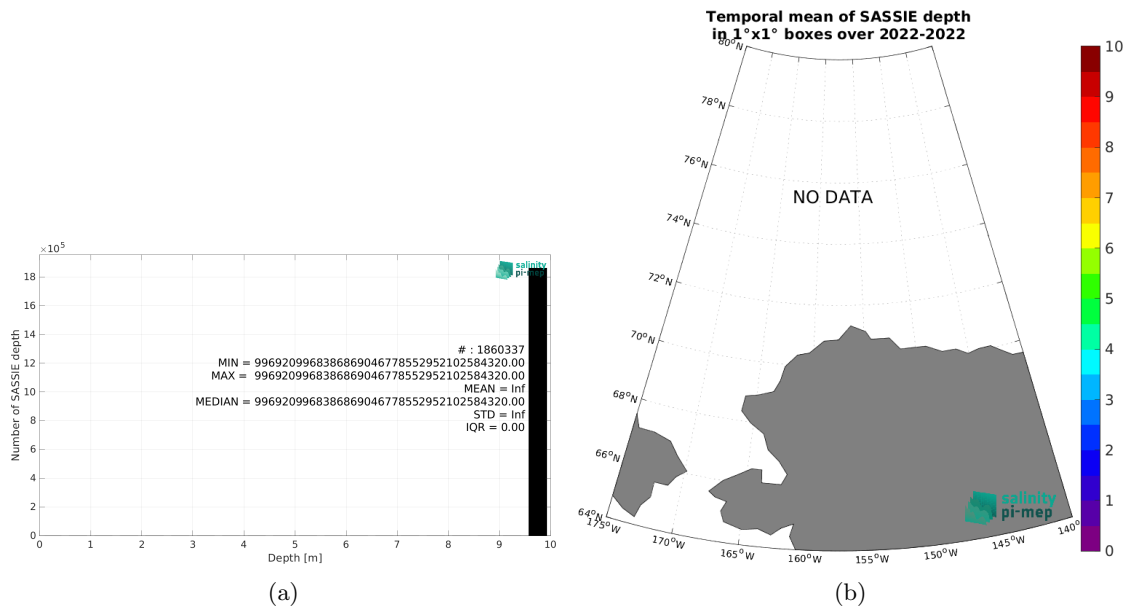 ×10⁵
18
16
14
12
10
8
6
4
2
0
Number of SASSIE depth
salinity
pi-mep
# : 1860337
MIN = 9969209968386869046778552952102584320.00
MAX = 9969209968386869046778552952102584320.00
MEAN = Inf
MEDIAN = 9969209968386869046778552952102584320.00
STD = Inf
IQR = 0.00
0 1 2 3 4 5 6 7 8 9 10
Depth [m]
(a)
Temporal mean of SASSIE depth
in 1°x1° boxes over 2022-2022
80°N
78°N
76°N
74°N
72°N
70°N
68°N
66°N
64°N
NO DATA
175°W
170°W
165°W
160°W
155°W
150°W
145°W
140°
salinity
pi-mep
10
9
8
7
6
5
4
3
2
1
0
(b)